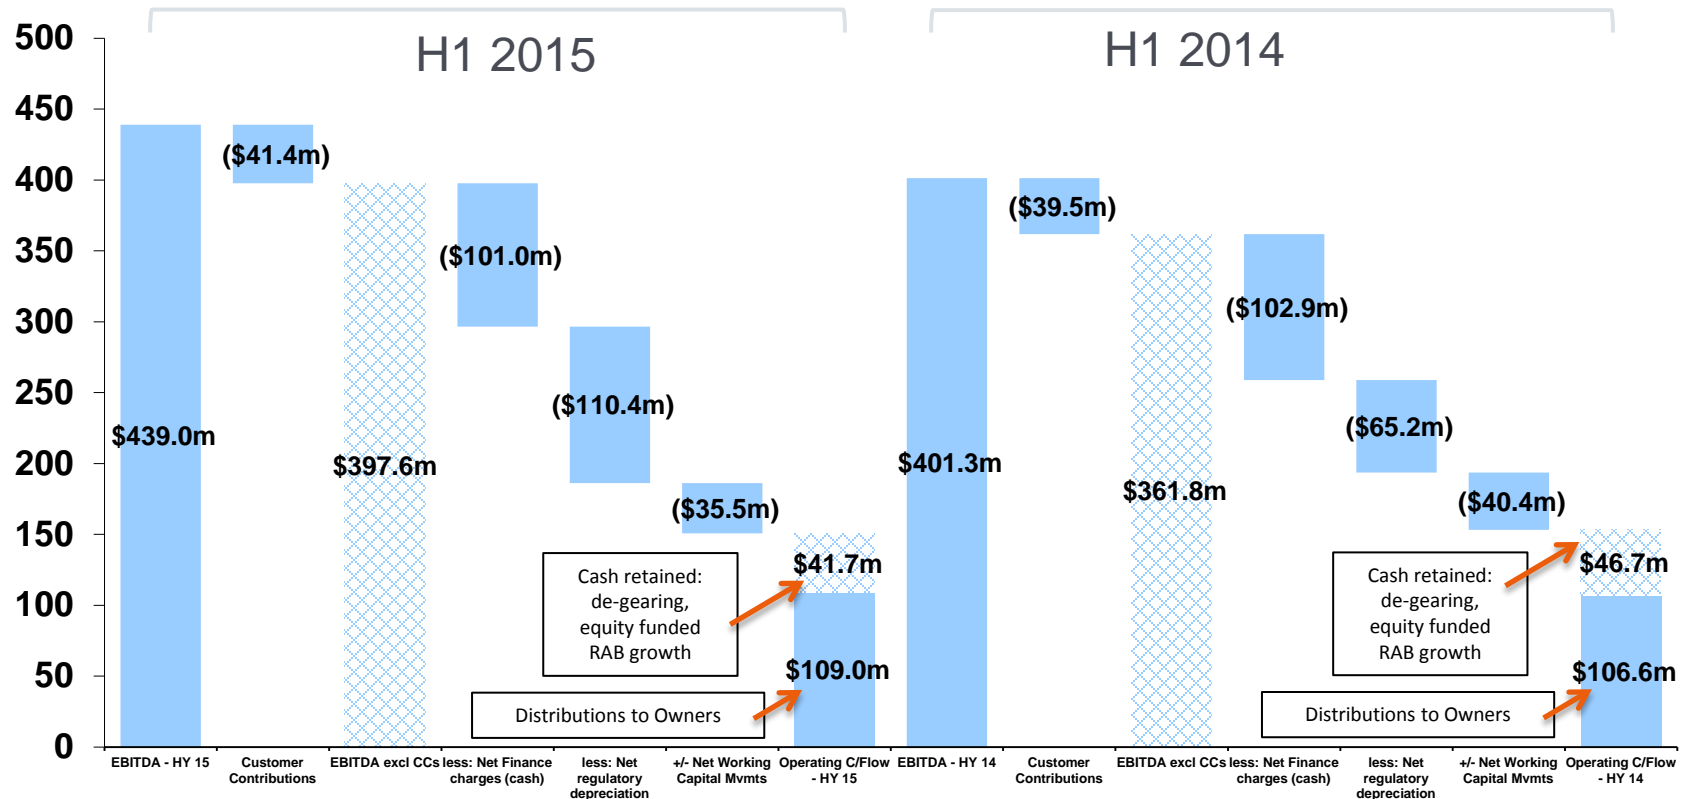 H1 2015
H1 2014
500
450
400
350
300
250
200
150
100
50
0
$439.0m
($41.4m)
$397.6m
($101.0m)
($110.4m)
($35.5m)
$41.7m
$109.0m
Cash retained:
de-gearing,
equity funded
RAB growth
Distributions to Owners
$401.3m
($39.5m)
$361.8m
($102.9m)
($65.2m)
($40.4m)
$46.7m
$106.6m
Cash retained:
de-gearing,
equity funded
RAB growth
Distributions to Owners
EBITDA - HY 15
Customer
Contributions
EBITDA excl CCs
less: Net Finance
charges (cash)
less: Net
regulatory
depreciation
+/- Net Working
Capital Mvmts
Operating C/Flow
- HY 15
EBITDA - HY 14
Customer
Contributions
EBITDA excl CCs
less: Net Finance
charges (cash)
less: Net
regulatory
depreciation
+/- Net Working
Capital Mvmts
Operating C/Flow
- HY 14